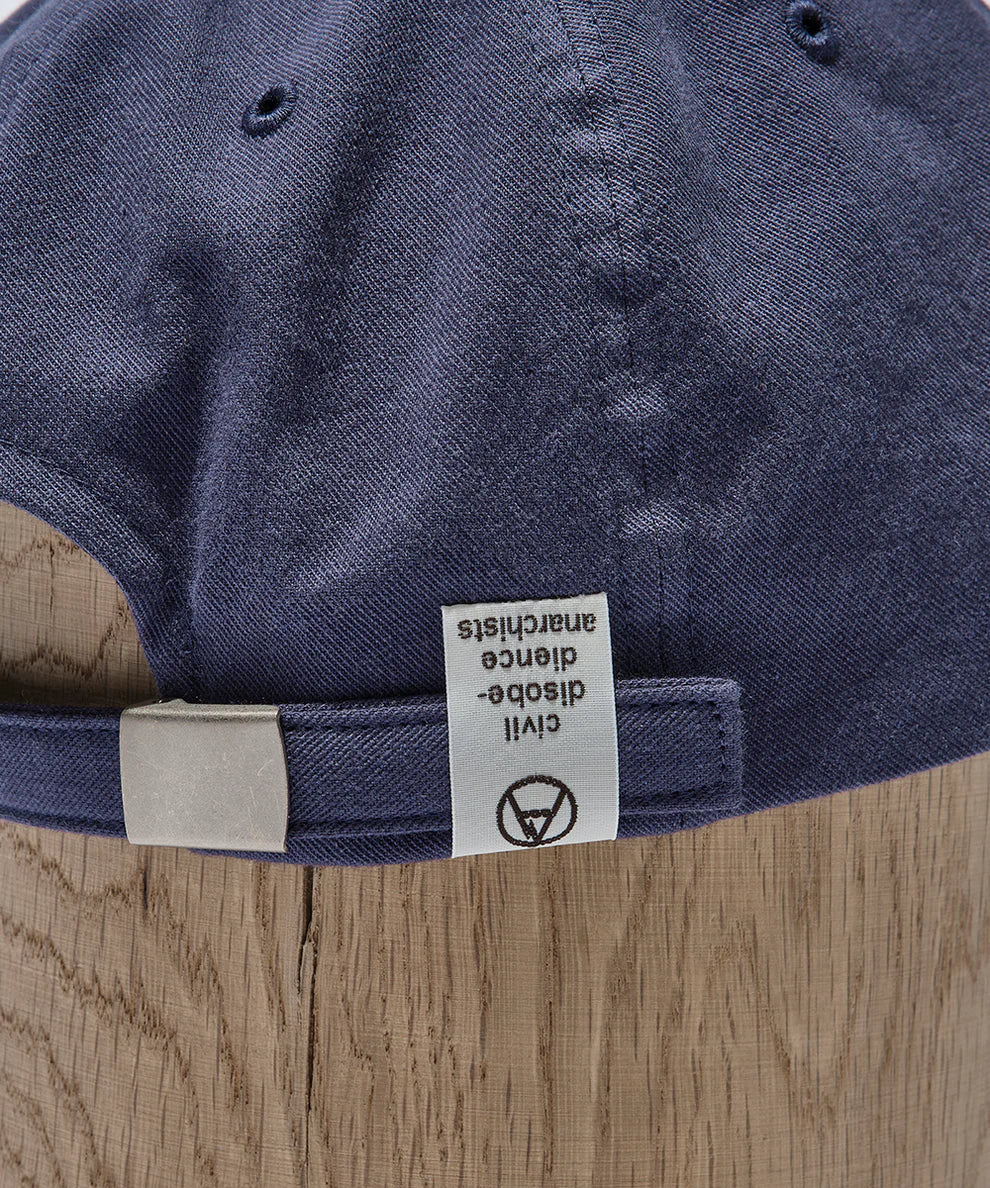 civil
disobe-
dience
anarchists